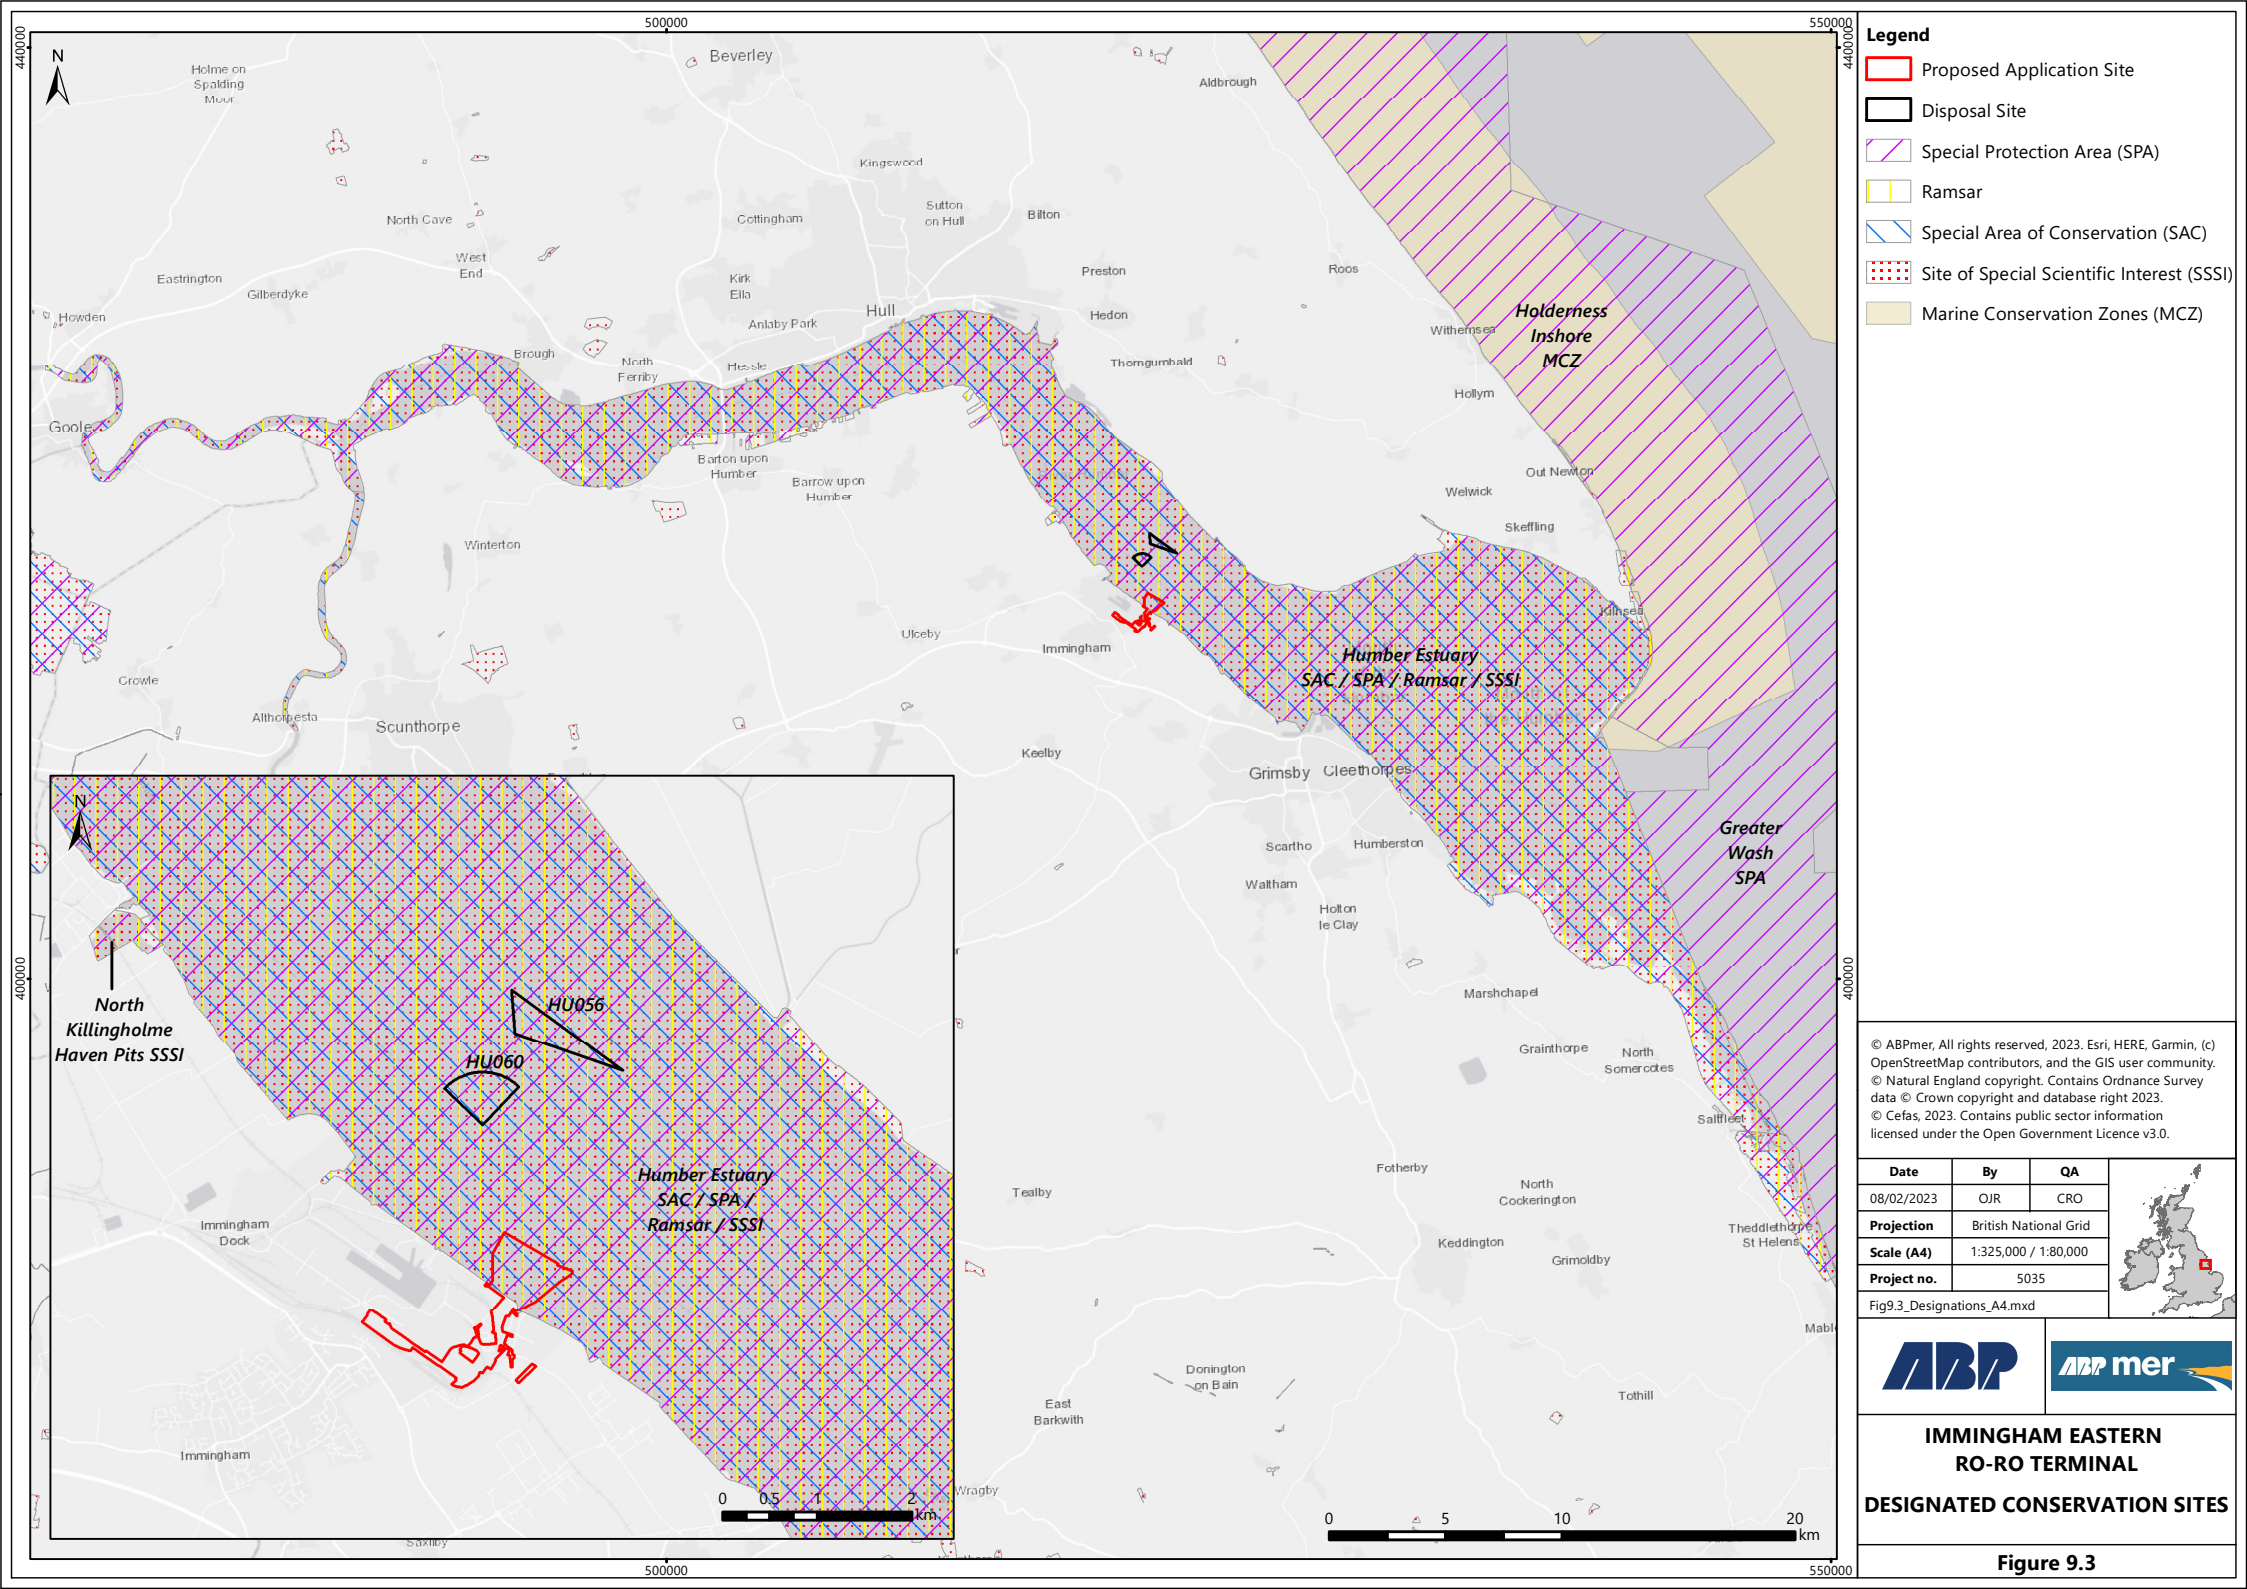 500000
550000
440000
440000
N
Beverley
Holme on
Spalding
Moor
Aldbrough
Kingswood
North Cave
Cottingham
Sutton
on Hull
Bilton
West
End
Eastrington
Gilberdyke
Kirk
Ella
Preston
Roos
Howden
Hull
Anlaby Park
Hedon
Withernsea
Holderness
Inshore
MCZ
Brough
North
Ferriby
Hessle
Thorngumbald
Hollym
Goole
Barton upon
Humber
Barrow upon
Humber
Out Newton
Welwick
Skeffling
Winterton
Kilnsea
Ulceby
Immingham
Humber Estuary
SAC / SPA / Ramsar / SSSI
Crowle
Althorpe
Scunthorpe
Keelby
Grimsby
Cleethorpes
Greater
Wash
SPA
Scartho
Humberston
Waltham
Holton
le Clay
Marshchapel
Grainthorpe
North
Somercotes
Saltfleet
Fotherby
North
Cockerington
Tealby
Theddlethorpe
St Helens
Keddington
Grimoldby
Mabl
Donington
on Bain
Tothill
East
Barkwith
Wragby
Saxilby
400000
400000
N
North
Killingholme
Haven Pits SSSI
HU056
HU060
Humber Estuary
SAC / SPA /
Ramsar / SSSI
Immingham
Dock
Immingham
0 0.5 1 2
km
0 5 10 20
km
500000
550000
Legend
Proposed Application Site
Disposal Site
Special Protection Area (SPA)
Ramsar
Special Area of Conservation (SAC)
Site of Special Scientific Interest (SSSI)
Marine Conservation Zones (MCZ)
© ABPmer, All rights reserved, 2023. Esri, HERE, Garmin, (c)
OpenStreetMap contributors, and the GIS user community.
© Natural England copyright. Contains Ordnance Survey
data © Crown copyright and database right 2023.
© Cefas, 2023. Contains public sector information
licensed under the Open Government Licence v3.0.
Date By QA
08/02/2023 OJR CRO
Projection British National Grid
Scale (A4) 1:325,000 / 1:80,000
Project no. 5035
Fig9.3_Designations_A4.mxd
ABP
ABP mer
IMMINGHAM EASTERN
RO-RO TERMINAL
DESIGNATED CONSERVATION SITES
Figure 9.3